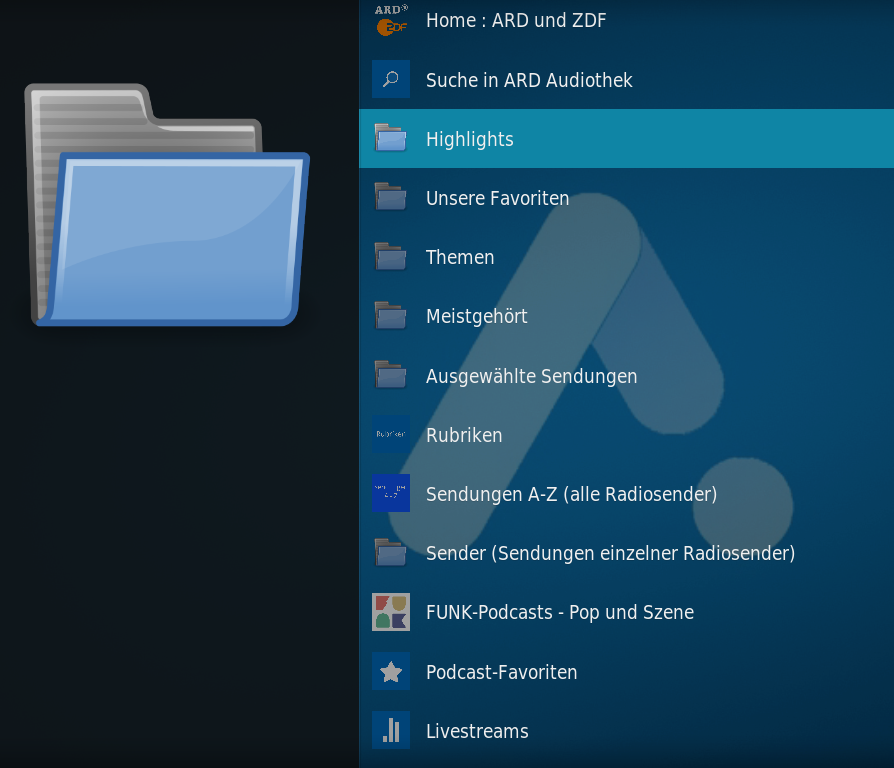 ARD
ZDF
Home : ARD und ZDF
Suche in ARD Audiothek
Highlights
Unsere Favoriten
Themen
Meistgehört
Ausgewählte Sendungen
Rubriken
Rubriken
Sendungen A-Z (alle Radiosender)
Sender (Sendungen einzelner Radiosender)
FUNK-Podcasts - Pop und Szene
Podcast-Favoriten
Livestreams